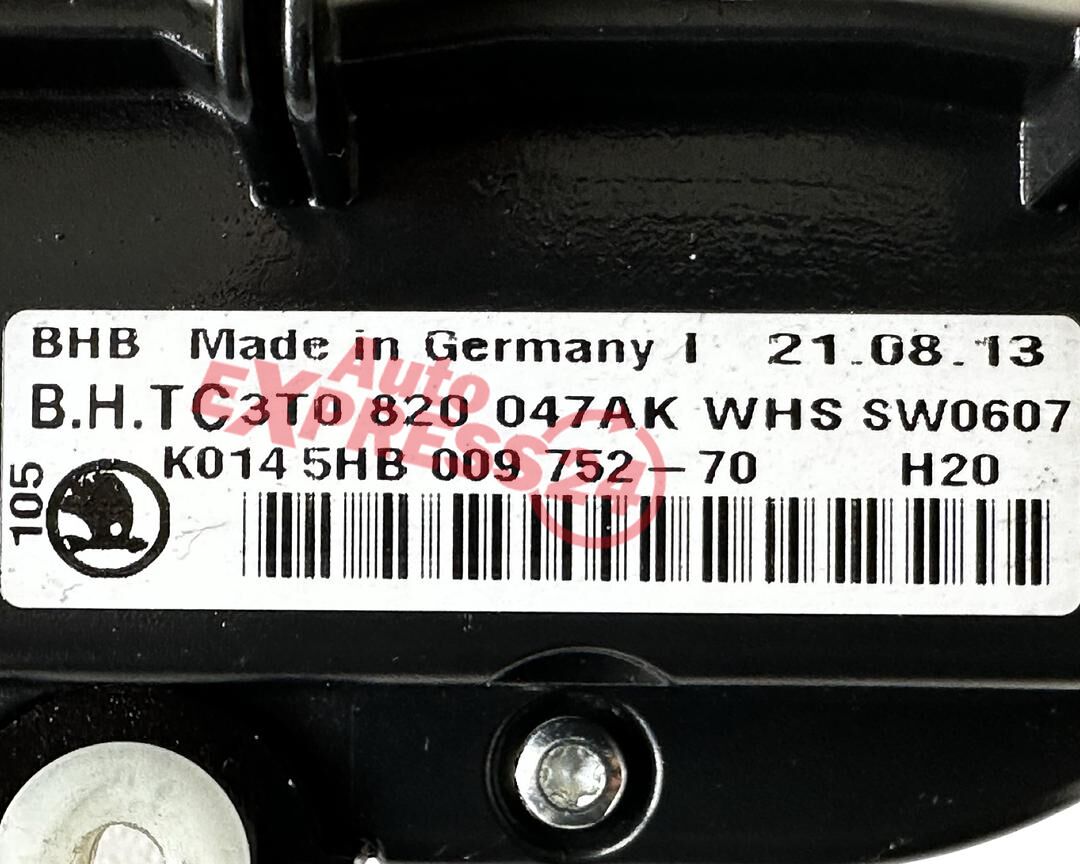 BHB Made in Germany I 21.08.13
B.H.TC 3T0 820 047AK WHS SW0607
K014 5HB 009 752-70 H20
105
Auto
EXPRESS24